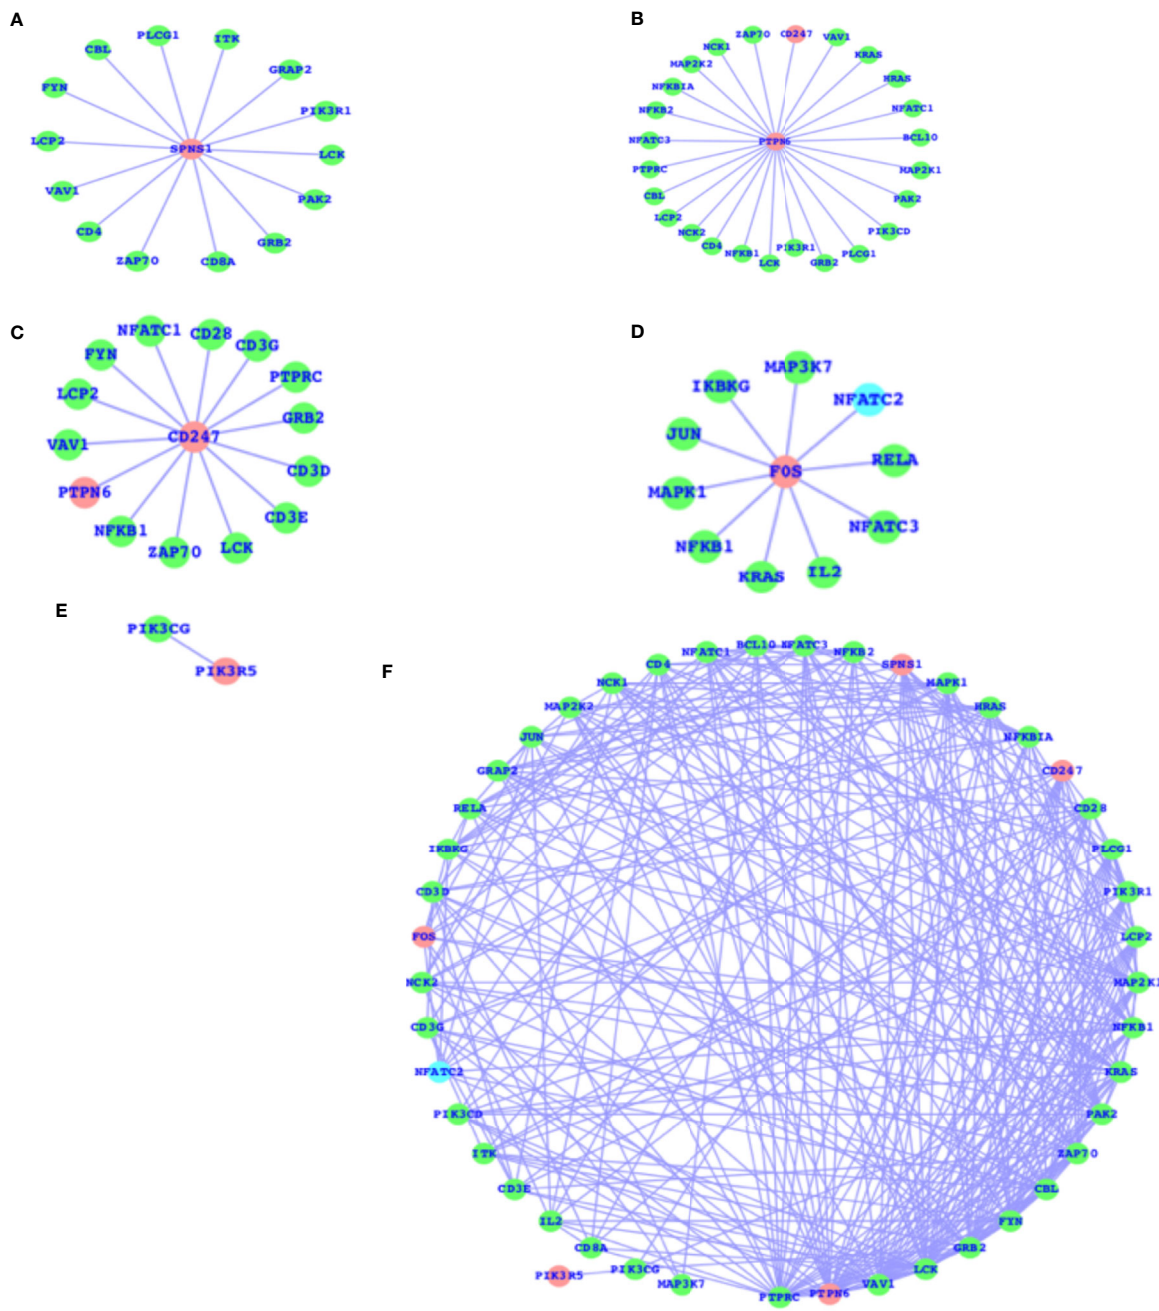 A
PLCG1
ITK
CBL
GRAP2
FYN
PIK3R1
LCP2
SPNS1
LCK
VAV1
PAK2
CD4
GRB2
ZAP70
CD8A
B
ZAP70
CD247
VAV1
NCK1
KRAS
MAP2K2
HRAS
NFKBIA
NFATC1
NFKB2
BCL10
NFATC3
PTPN6
PTPRC
MAP2K1
CBL
PAK2
LCP2
PIK3CD
NCK2
CD4
PIK3R1
NFKB1
PLCG1
LCK
GRB2
C
NFATC1
CD28
CD3G
FYN
PTPRC
LCP2
GRB2
CD247
VAV1
CD3D
PTPN6
CD3E
NFKB1
ZAP70
LCK
D
MAP3K7
IKBKG
NFATC2
JUN
RELA
FOS
MAPK1
NFATC3
NFKB1
KRAS
IL2
E
PIK3CG
PIK3R5
F
BCL10
NFATC3
NFATC1
NFKB2
CD4
SPNS1
NCK1
MAPK1
MAP2K2
HRAS
JUN
NFKBIA
GRAP2
CD247
RELA
CD28
IKBKG
PLCG1
CD3D
PIK3R1
FOS
LCP2
NCK2
MAP2K1
CD3G
NFKB1
NFATC2
KRAS
PIK3CD
PAK2
ITK
ZAP70
CD3E
CBL
IL2
FYN
CD8A
GRB2
PIK3R5
PIK3CG
LCK
MAP3K7
VAV1
PTPRC
PTPN6